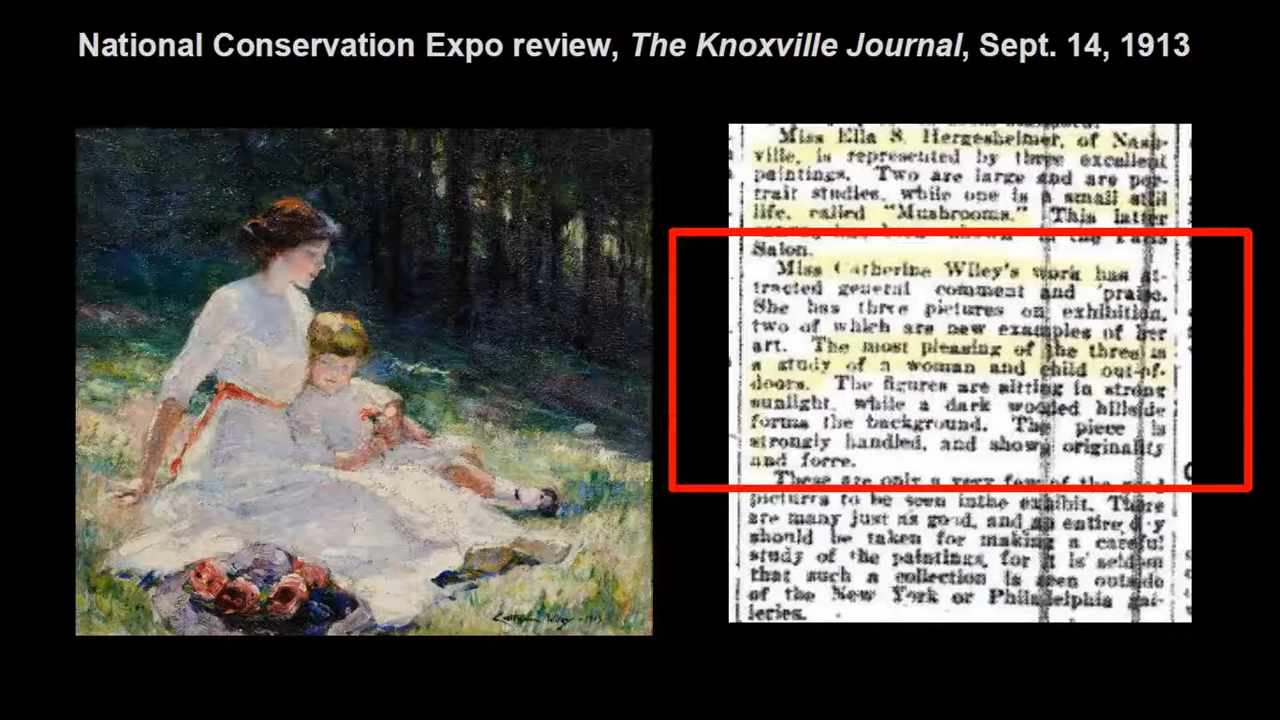 National Conservation Expo review, The Knoxville Journal, Sept. 14, 1913
Miss Ella S. Hergesheimer, of Nash-
ville, is represented by three excellent
paintings. Two are large and are por-
trait studies, while one is a small still
life, called "Mushrooms." This latter
the Paris
Salon.
Miss Catherine Wiley's work has at-
tracted general comment and praise.
She has three pictures on exhibition,
two of which are new examples of her
art. The most pleasing of the three is
a study of a woman and child out-of-
doors. The figures are sitting in strong
sunlight, while a dark wooded hillside
forms the background. The piece is
strongly handled, and shows originality
and force.
These are only a very few of the good
pictures to be seen inthe exhibit. There
are many just as good, and an entire day
should be taken for making a careful
study of the paintings, for it is seldom
that such a collection is seen outside
of the New York or Philadelphia gal-
leries.
Catherine Wiley - 1913